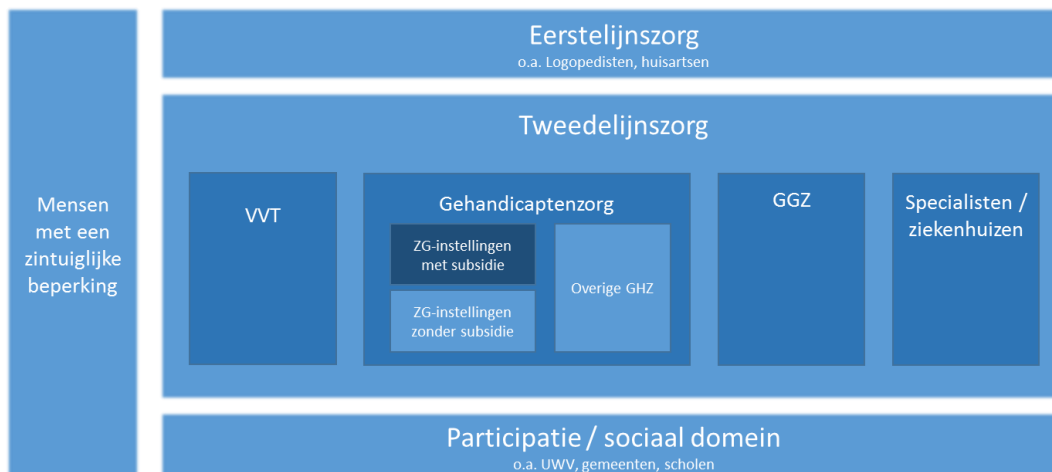 Mensen
met een
zintuiglijke
beperking
Eerstelijnszorg
o.a. Logopedisten, huisartsen
Tweedelijnszorg
VVT
Gehandicaptenzorg
ZG-instellingen
met subsidie
ZG-instellingen
zonder subsidie
Overige GHZ
GGZ
Specialisten /
ziekenhuizen
Participatie / sociaal domein
o.a. UWV, gemeenten, scholen